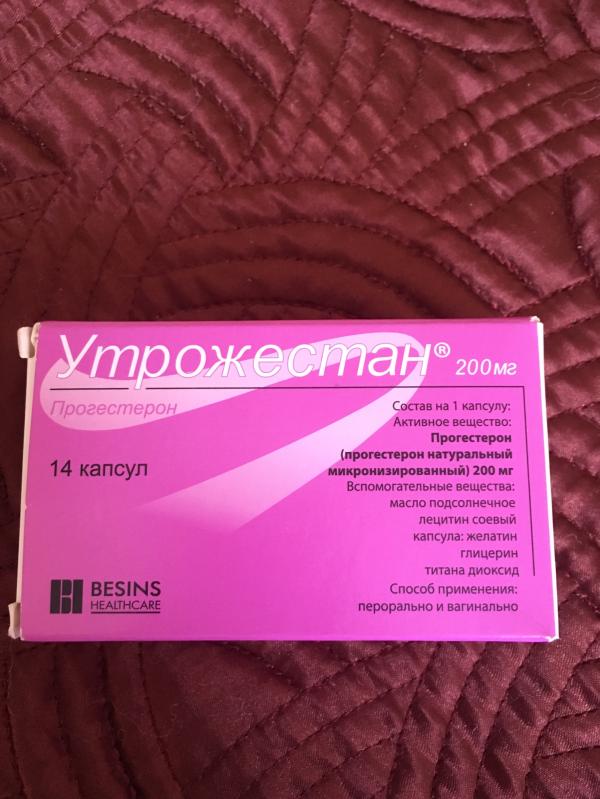 Утрожестан® 200мг
Прогестерон
14 капсул
Состав на 1 капсулу:
Активное вещество:
Прогестерон
(прогестерон натуральный
микронизированный) 200 мг
Вспомогательные вещества:
масло подсолнечное
лецитин соевый
капсула: желатин
глицерин
титана диоксид
Способ применения:
перорально и вагинально
BESINS
HEALTHCARE